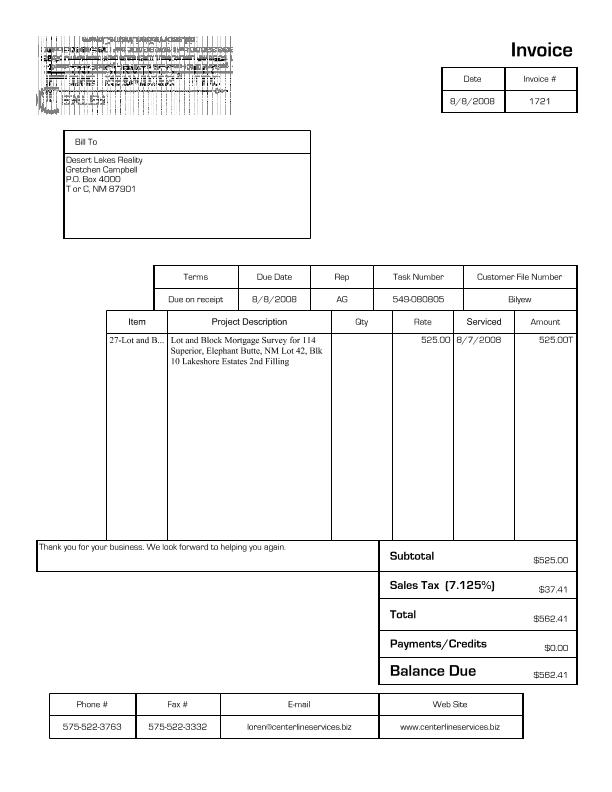 Invoice
Date Invoice #
8/8/2008 1721
Bill To
Desert Lakes Reality
Gretchen Campbell
P.O. Box 4000
T or C, NM 87901
Terms Due Date Rep Task Number Customer File Number
Due on receipt 8/8/2008 AG 549-080805 Bilyew
Item Project Description Qty Rate Serviced Amount
27-Lot and B... Lot and Block Mortgage Survey for 114 525.00 8/7/2008 525.00T
Superior, Elephant Butte, NM Lot 42, Blk
10 Lakeshore Estates 2nd Filling
Thank you for your business. We look forward to helping you again.
Subtotal $525.00
Sales Tax (7.125%) $37.41
Total $562.41
Payments/Credits $0.00
Balance Due $562.41
Phone # Fax # E-mail Web Site
575-522-3763 575-522-3332 loren@centerlineservices.biz www.centerlineservices.biz